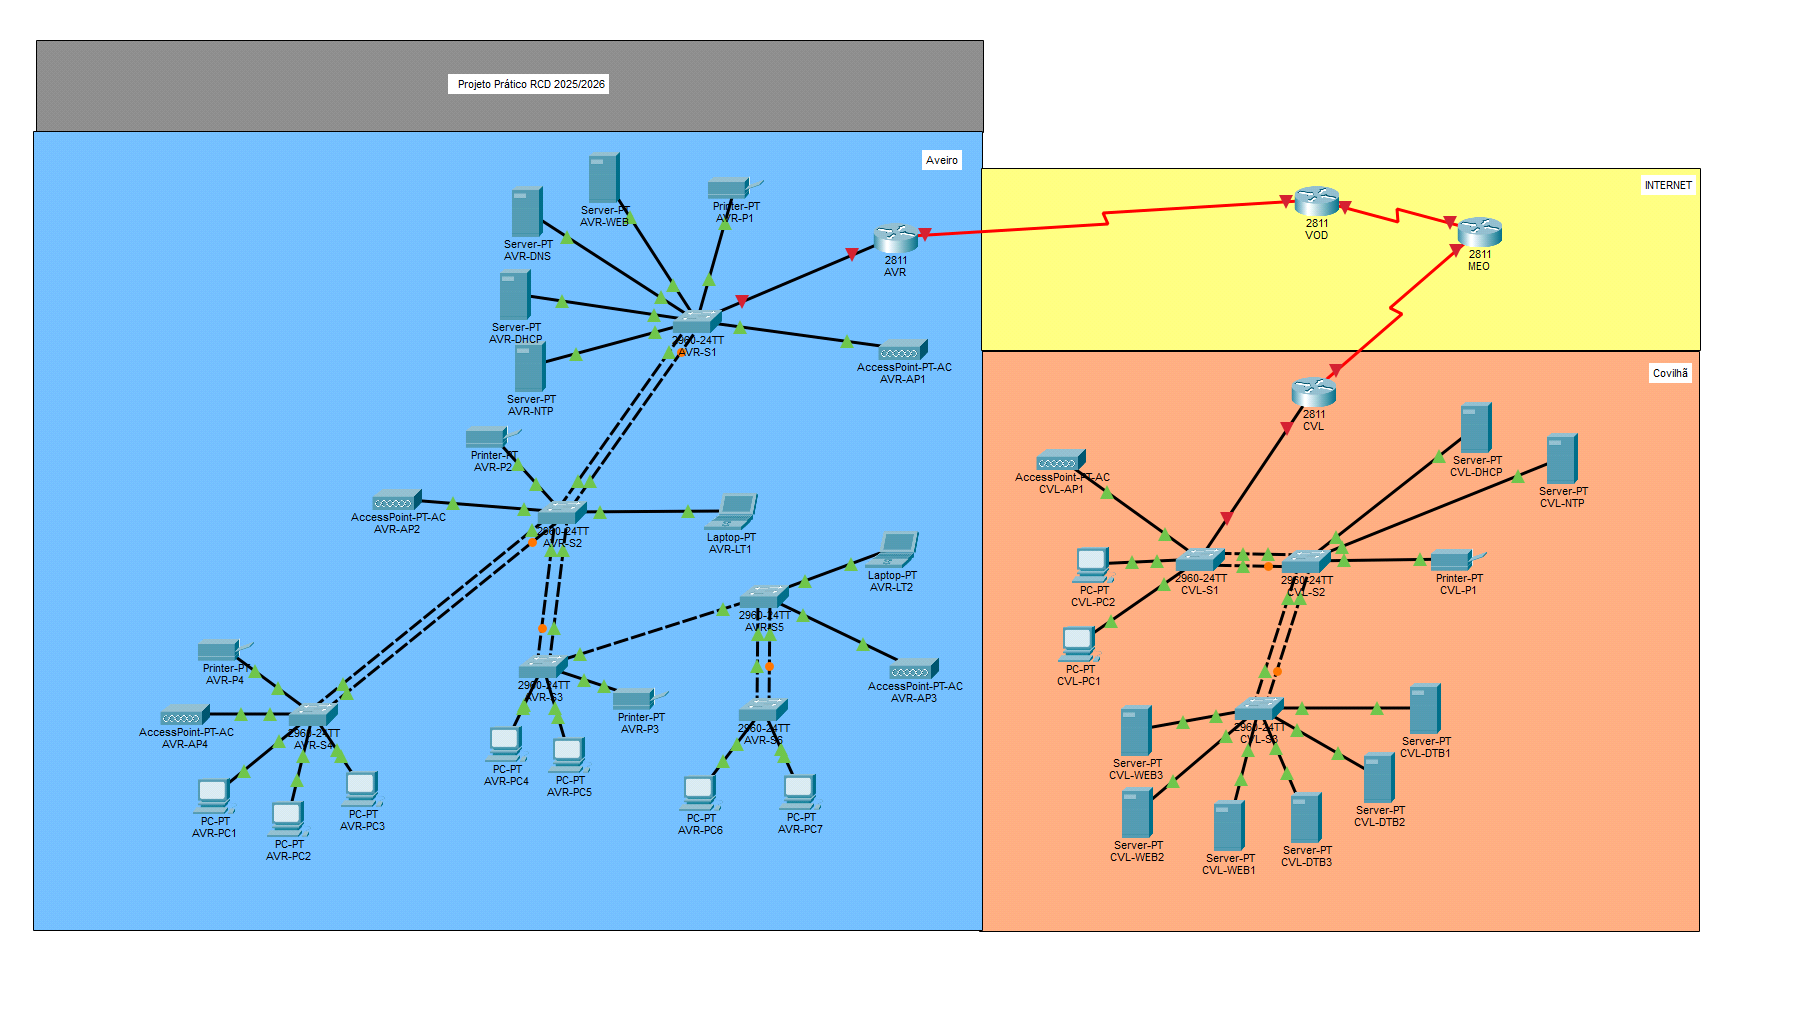 Projeto Prático RCD 2025/2026
Aveiro
Server-PT
AVR-WEB
Printer-PT
AVR-P1
Server-PT
AVR-DNS
2811
AVR
Server-PT
AVR-DHCP
2960-24TT
AVR-S1
AccessPoint-PT-AC
AVR-AP1
Server-PT
AVR-NTP
Printer-PT
AVR-P2
AccessPoint-PT-AC
AVR-AP2
2960-24TT
AVR-S2
Laptop-PT
AVR-LT1
Laptop-PT
AVR-LT2
2960-24TT
AVR-S5
Printer-PT
AVR-P4
2960-24TT
AVR-S3
AccessPoint-PT-AC
AVR-AP3
Printer-PT
AVR-P3
AccessPoint-PT-AC
AVR-AP4
2960-24TT
AVR-S4
2960-24TT
AVR-S6
PC-PT
AVR-PC4
PC-PT
AVR-PC5
PC-PT
AVR-PC1
PC-PT
AVR-PC2
PC-PT
AVR-PC3
PC-PT
AVR-PC6
PC-PT
AVR-PC7
INTERNET
2811
VOD
2811
MEO
Covilhã
2811
CVL
AccessPoint-PT-AC
CVL-AP1
Server-PT
CVL-DHCP
Server-PT
CVL-NTP
PC-PT
CVL-PC2
2960-24TT
CVL-S1
2960-24TT
CVL-S2
Printer-PT
CVL-P1
PC-PT
CVL-PC1
2960-24TT
CVL-S3
Server-PT
CVL-DTB1
Server-PT
CVL-WEB3
Server-PT
CVL-DTB2
Server-PT
CVL-WEB2
Server-PT
CVL-WEB1
Server-PT
CVL-DTB3